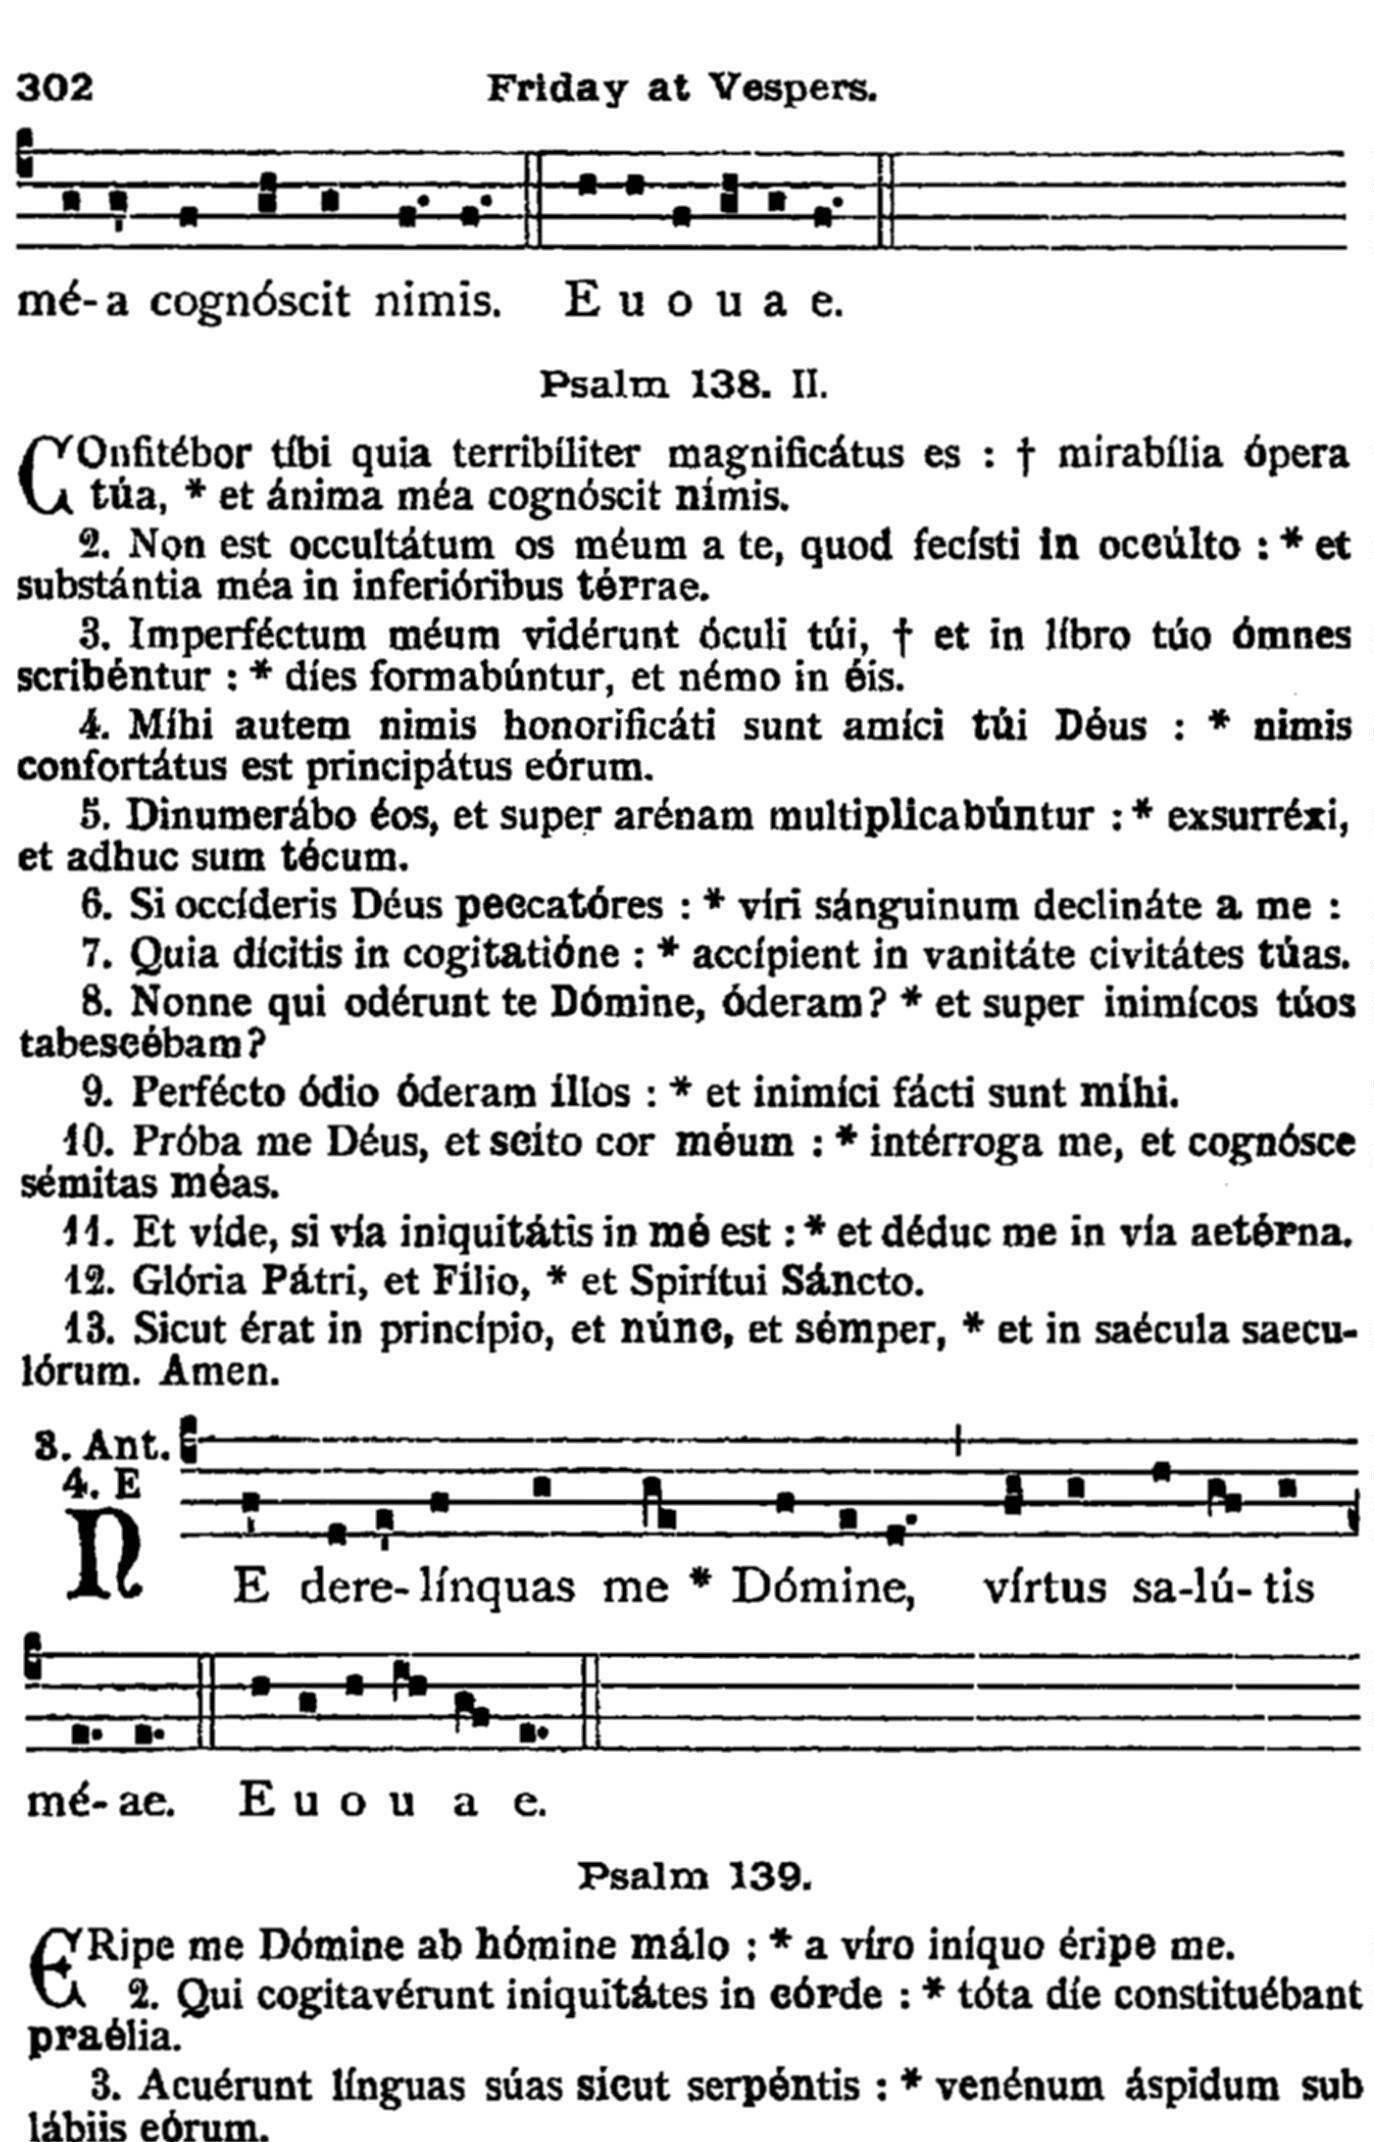 302 Friday at Vespers.
mé- a cognóscit nimis. E u o u a e.
Psalm 138. II.
COnfitébor tíbi quia terribíliter magnificátus es : † mirabília ópera
túa, * et ánima méa cognóscit nímis.
2. Non est occultátum os méum a te, quod fecísti in occúlto : * et
substántia méa in inferióribus térrae.
3. Imperféctum méum vidérunt óculi túi, † et in líbro túo ómnes
scribéntur : * díes formabúntur, et némo in éis.
4. Míhi autem nimis honorificáti sunt amíci túi Déus : * nimis
confortátus est principátus eórum.
5. Dinumerábo éos, et super arénam multiplicabúntur : * exsurréxi,
et adhuc sum técum.
6. Si occíderis Déus peccatóres : * víri sánguinum declináte a me :
7. Quia dícitis in cogitatióne : * accípient in vanitáte civitátes túas.
8. Nonne qui odérunt te Dómine, óderam? * et super inimícos túos
tabescébam?
9. Perfécto ódio óderam íllos : * et inimíci fácti sunt míhi.
10. Próba me Déus, et scito cor méum : * intérroga me, et cognósce
sémitas méas.
11. Et víde, si vía iniquitátis in mé est : * et déduc me in vía aetérna.
12. Glória Pátri, et Fílio, * et Spirítui Sáncto.
13. Sicut érat in princípio, et núnc, et sémper, * et in saécula saecu-
lórum. Amen.
3. Ant.
4. E
NE dere- línquas me * Dómine, vírtus sa-lú- tis
mé- ae. E u o u a e.
Psalm 139.
ERipe me Dómine ab hómine málo : * a víro iníquo éripe me.
2. Qui cogitavérunt iniquitátes in córde : * tóta díe constituébant
praélia.
3. Acuérunt línguas súas sícut serpéntis : * venénum áspidum sub
lábiis eórum.